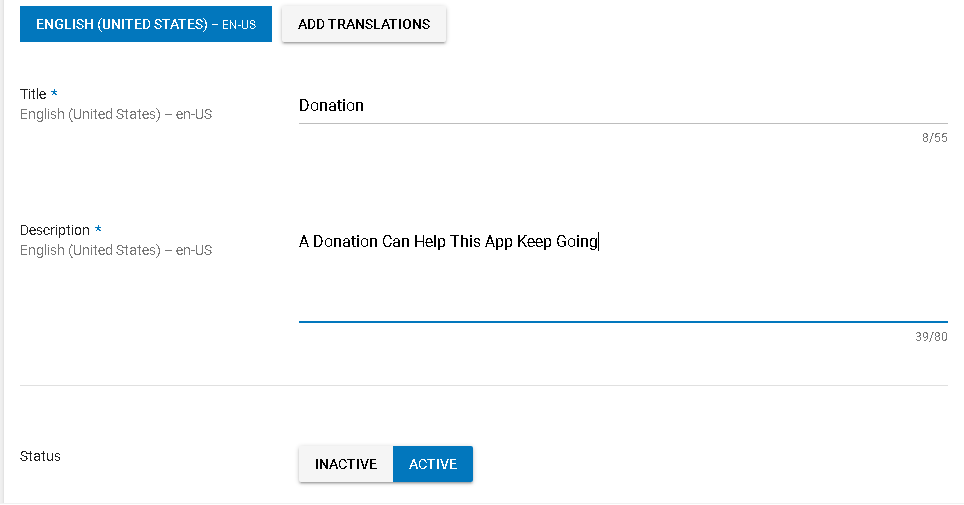 ENGLISH (UNITED STATES) – EN-US ADD TRANSLATIONS
Title *
English (United States) – en-US
Donation
8/55
Description *
English (United States) – en-US
A Donation Can Help This App Keep Going
39/80
Status
INACTIVE ACTIVE